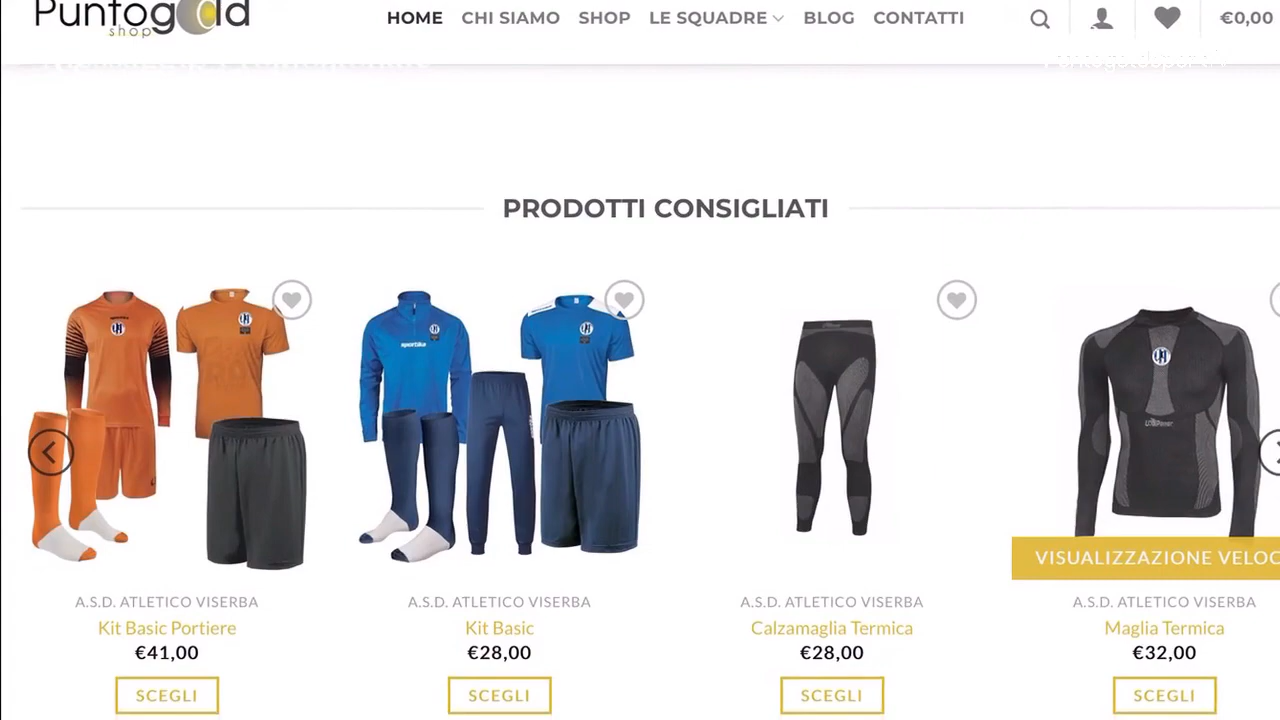 Puntogold
shop
HOME CHI SIAMO SHOP LE SQUADRE BLOG CONTATTI €0,00
PRODOTTI CONSIGLIATI
sportika
VISUALIZZAZIONE VELOC
A.S.D. ATLETICO VISERBA A.S.D. ATLETICO VISERBA A.S.D. ATLETICO VISERBA A.S.D. ATLETICO VISERBA
Kit Basic Portiere Kit Basic Calzamaglia Termica Maglia Termica
€41,00 €28,00 €28,00 €32,00
SCEGLI SCEGLI SCEGLI SCEGLI